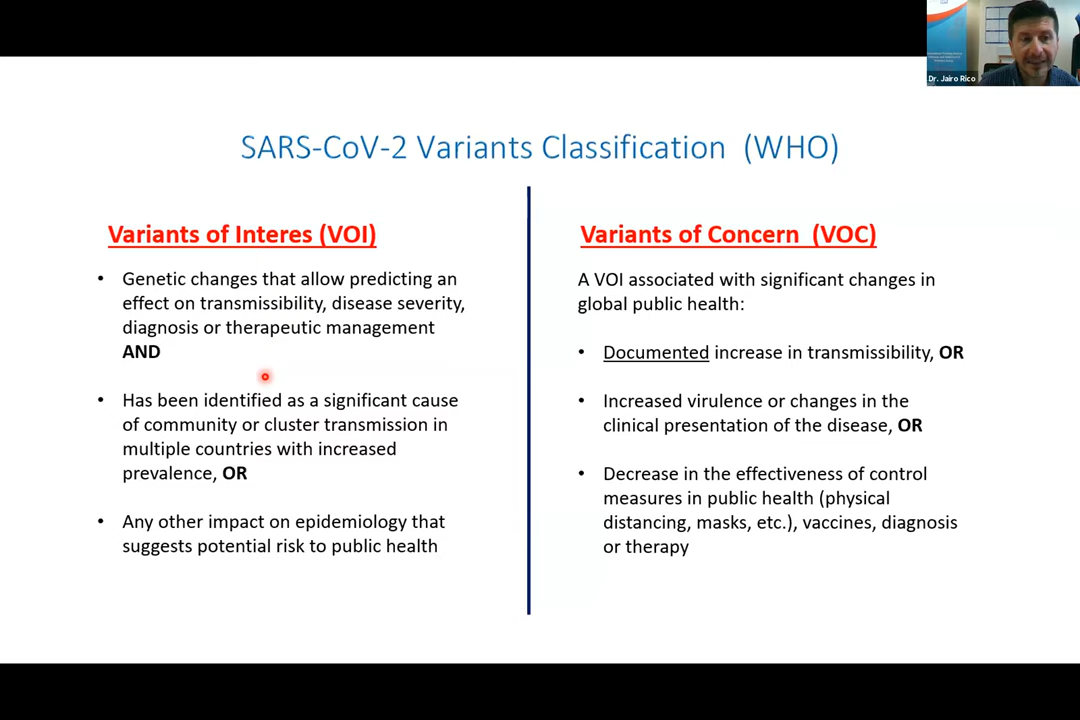 Dr. Jairo Rico
SARS-CoV-2 Variants Classification (WHO)
Variants of Interes (VOI)
• Genetic changes that allow predicting an
effect on transmissibility, disease severity,
diagnosis or therapeutic management
AND
• Has been identified as a significant cause
of community or cluster transmission in
multiple countries with increased
prevalence, OR
• Any other impact on epidemiology that
suggests potential risk to public health
Variants of Concern (VOC)
A VOI associated with significant changes in
global public health:
• Documented increase in transmissibility, OR
• Increased virulence or changes in the
clinical presentation of the disease, OR
• Decrease in the effectiveness of control
measures in public health (physical
distancing, masks, etc.), vaccines, diagnosis
or therapy